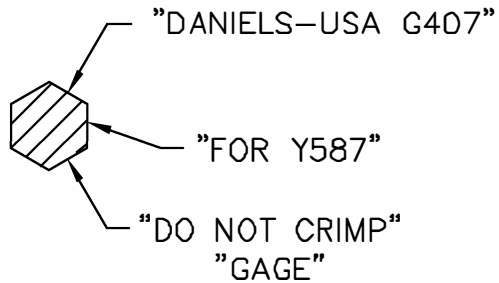 "DANIELS-USA G407"
"FOR Y587"
"DO NOT CRIMP"
"GAGE"